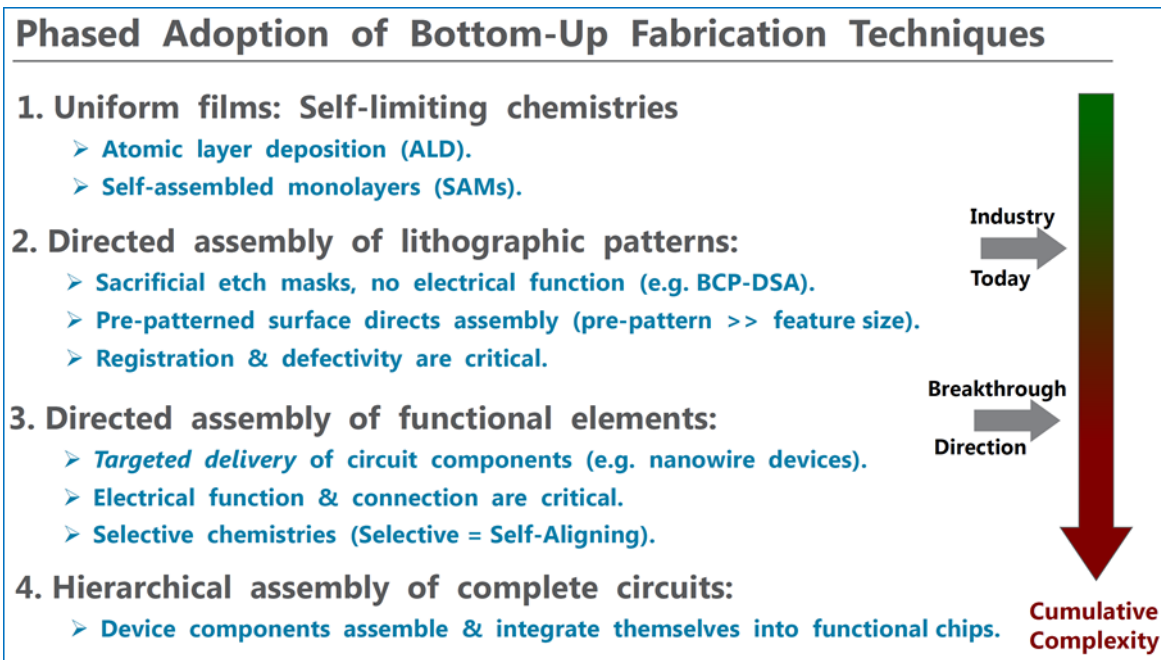 Phased Adoption of Bottom-Up Fabrication Techniques
1. Uniform films: Self-limiting chemistries
➢ Atomic layer deposition (ALD).
➢ Self-assembled monolayers (SAMs).
2. Directed assembly of lithographic patterns:
➢ Sacrificial etch masks, no electrical function (e.g. BCP-DSA).
➢ Pre-patterned surface directs assembly (pre-pattern >> feature size).
➢ Registration & defectivity are critical.
3. Directed assembly of functional elements:
➢ Targeted delivery of circuit components (e.g. nanowire devices).
➢ Electrical function & connection are critical.
➢ Selective chemistries (Selective = Self-Aligning).
4. Hierarchical assembly of complete circuits:
➢ Device components assemble & integrate themselves into functional chips.
Industry
Today
Breakthrough
Direction
Cumulative
Complexity